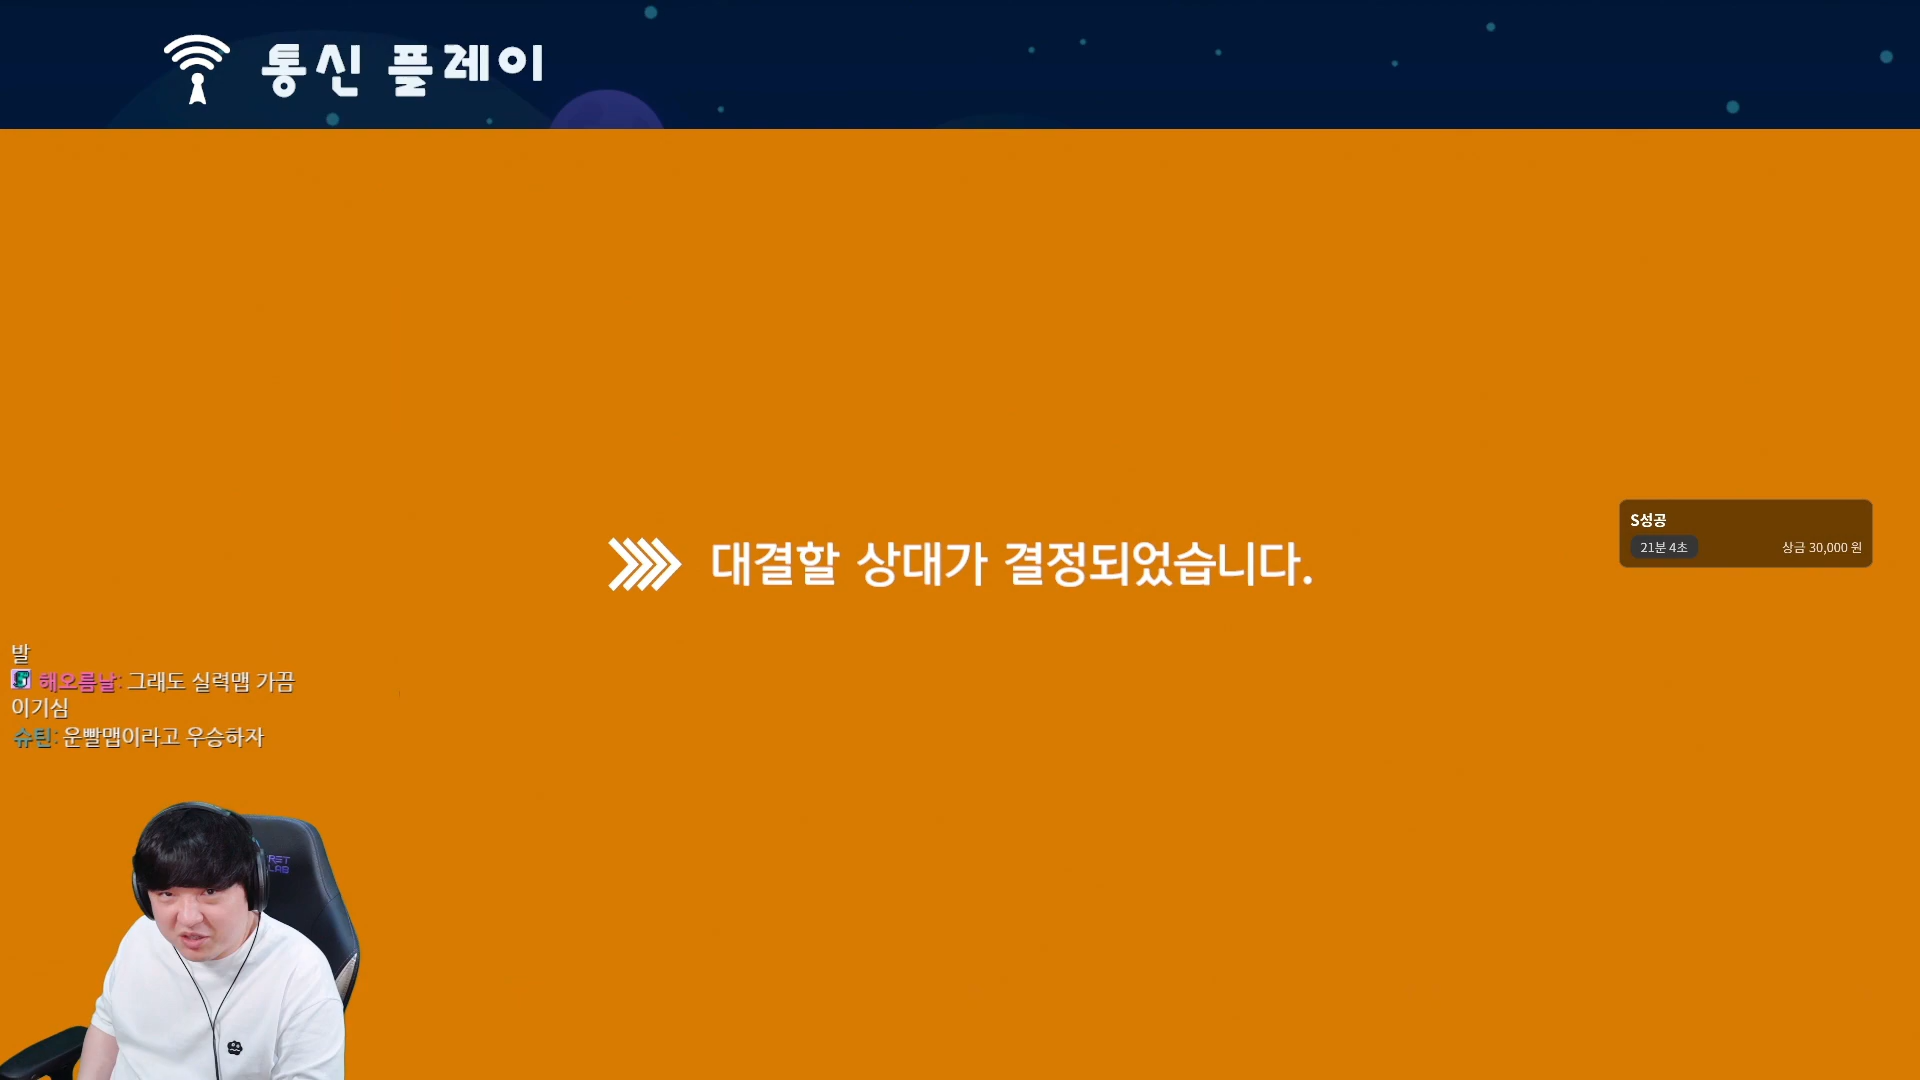 통신 플레이
대결할 상대가 결정되었습니다.
S성공
21분 4초 상금 30,000 원
발
해오름날: 그래도 실력맵 가끔
이기심
슈틴: 운빨맵이라고 우승하자
RET
LAB